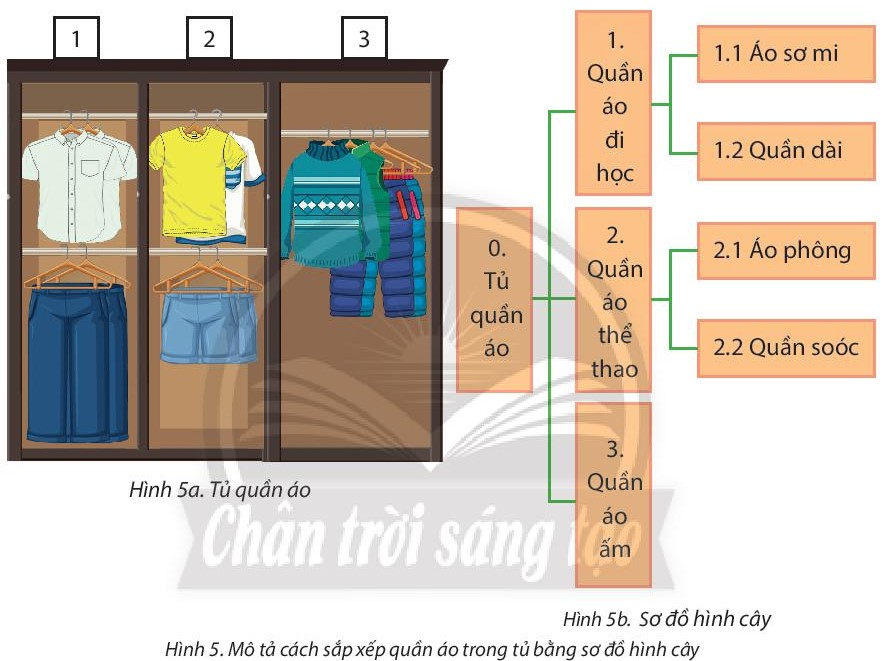 1
2
3
Hình 5a. Tủ quần áo
0.
Tủ
quần
áo
1.
Quần
áo
đi
học
1.1 Áo sơ mi
1.2 Quần dài
2.
Quần
áo
thể
thao
2.1 Áo phông
2.2 Quần soóc
3.
Quần
áo
ấm
Chân trời sáng tạo
Hình 5b. Sơ đồ hình cây
Hình 5. Mô tả cách sắp xếp quần áo trong tủ bằng sơ đồ hình cây